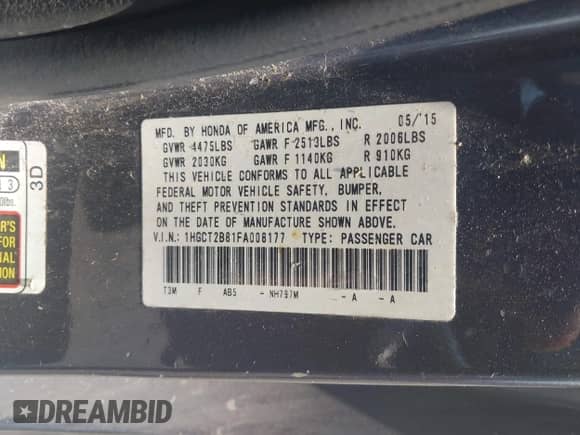 MFD. BY HONDA OF AMERICA MFG., INC. 05/'15
GVWR 4475LBS GAWR F 2513LBS R 2006LBS
GVWR 2030KG GAWR F 1140KG R 910KG
THIS VEHICLE CONFORMS TO ALL APPLICABLE
FEDERAL MOTOR VEHICLE SAFETY, BUMPER,
AND THEFT PREVENTION STANDARDS IN EFFECT
ON THE DATE OF MANUFACTURE SHOWN ABOVE.
V.I.N.: 1HGCT2B81FA008177 TYPE: PASSENGER CAR
T3M F AB5 - NH797M - A - A
3D
DREAMBID